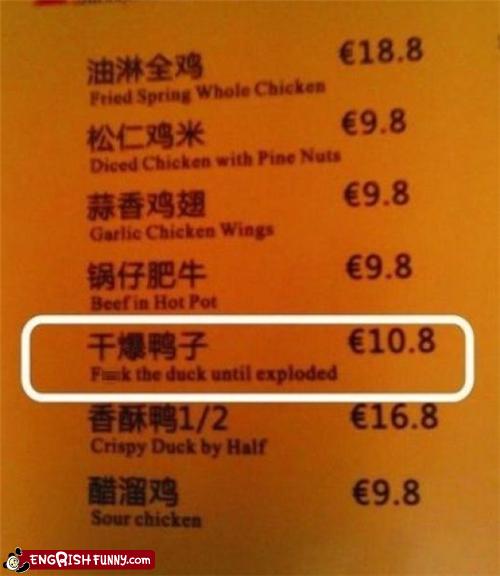 油淋全鸡 €18.8
Fried Spring Whole Chicken
松仁鸡米 €9.8
Diced Chicken with Pine Nuts
蒜香鸡翅 €9.8
Garlic Chicken Wings
锅仔肥牛 €9.8
Beef in Hot Pot
干爆鸭子 €10.8
F k the duck until exploded
香酥鸭1/2 €16.8
Crispy Duck by Half
醋溜鸡 €9.8
Sour chicken
ENGRISHFUNNY.COM